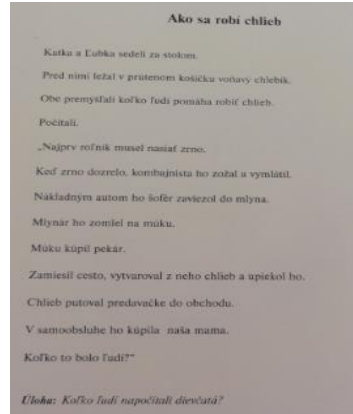 Ako sa robí chlieb
Katka a Ľubka sedeli za stolom.
Pred nimi ležal v prútenom košíčku voňavý chlebík.
Obe premýšľali koľko ľudí pomáha robiť chlieb.
Počítali.
„Najprv roľník musel nasiať zrno.
Keď zrno dozrelo, kombajnista ho zožal a vymlátil.
Nákladným autom ho šofér zaviezol do mlyna.
Mlynár ho zomlel na múku.
Múku kúpil pekár.
Zamiesil cesto, vytvaroval z neho chlieb a upiekol ho.
Chlieb putoval predavačke do obchodu.
V samoobsluhe ho kúpila naša mama.
Koľko to bolo ľudí?"
Úloha: Koľko ľudí napočítali dievčatá?